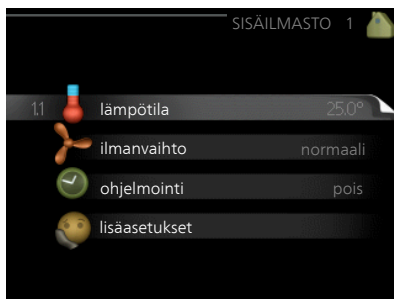 SISÄILMASTO 1
1.1 lämpötila 25.0°
ilmanvaihto normaali
ohjelmointi pois
lisäasetukset